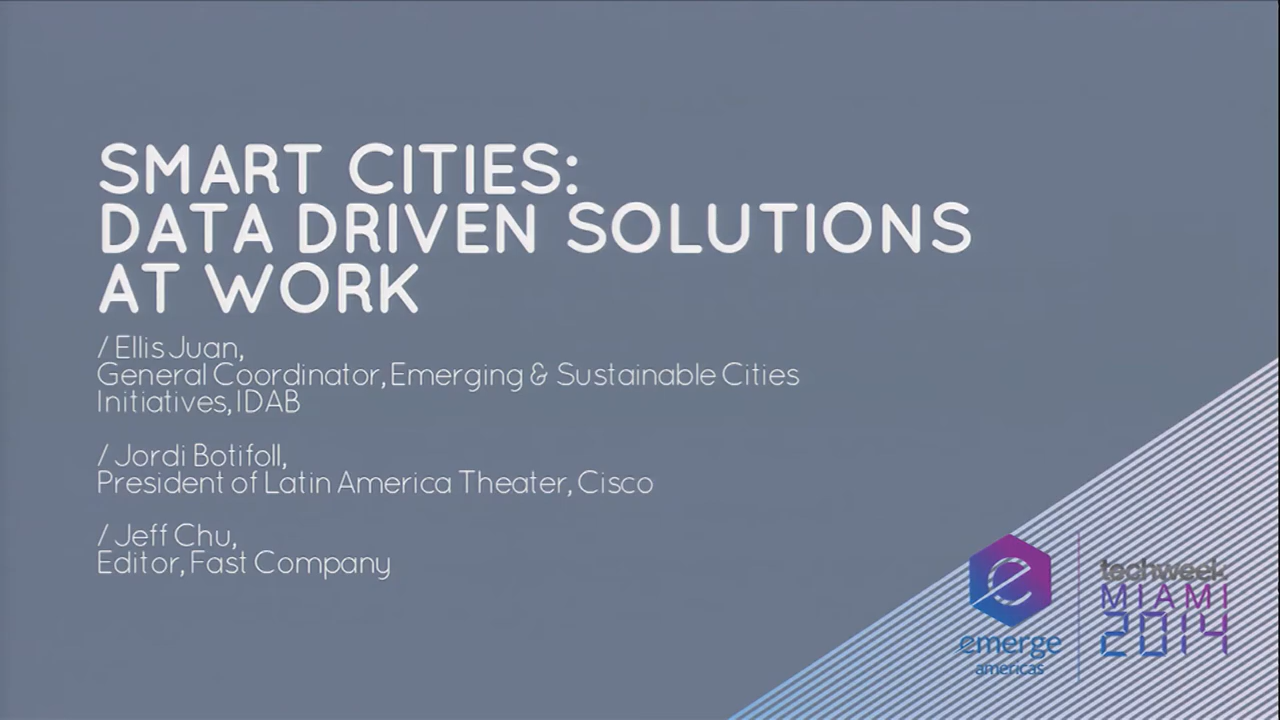 SMART CITIES:
DATA DRIVEN SOLUTIONS
AT WORK
/ Ellis Juan,
General Coordinator, Emerging & Sustainable Cities
Initiatives, IDAB
/ Jordi Botifoll,
President of Latin America Theater, Cisco
/ Jeff Chu,
Editor, Fast Company
e
emerge
americas
techweek
MIAMI
2014